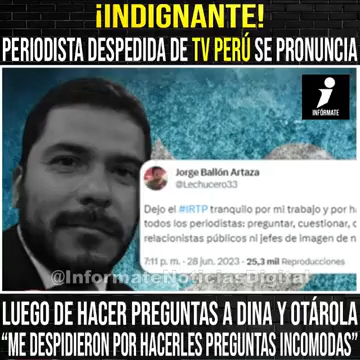 ¡INDIGNANTE!
PERIODISTA DESPEDIDA DE TV PERÚ SE PRONUNCIA
i
INFÓRMATE
Jorge Ballón Artaza
@Lechucero33
Dejo el #IRTP tranquilo por mi trabajo y por h
todos los periodistas: preguntar, cuestionar,
relacionistas públicos ni jefes de imagen de n
7:11 p. m. - 28 jun. 2023 - 25,3 mil Reproducciones
@InformateNoticiasDigital
LUEGO DE HACER PREGUNTAS A DINA Y OTÁROLA
“ME DESPIDIERON POR HACERLES PREGUNTAS INCOMODAS”